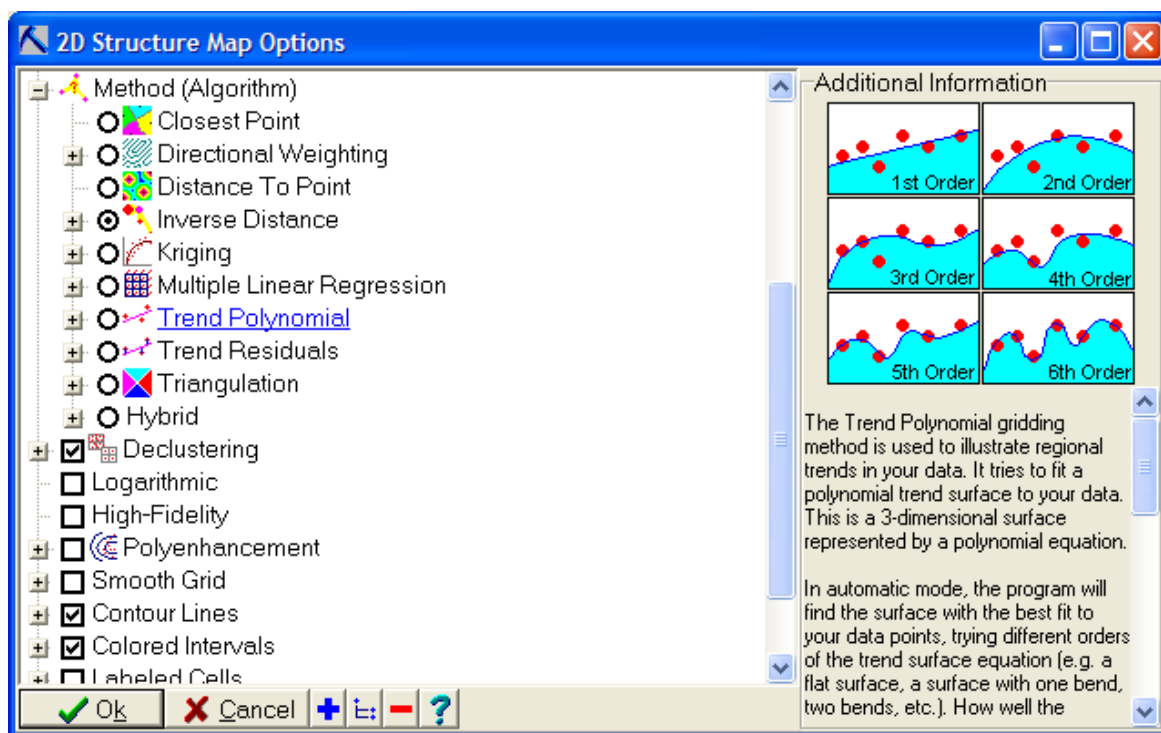 2D Structure Map Options
Method (Algorithm)
Closest Point
Directional Weighting
Distance To Point
Inverse Distance
Kriging
Multiple Linear Regression
Trend Polynomial
Trend Residuals
Triangulation
Hybrid
Declustering
Logarithmic
High-Fidelity
Polyenhancement
Smooth Grid
Contour Lines
Colored Intervals
Labeled Cells
Ok
Cancel
?
Additional Information
1st Order
2nd Order
3rd Order
4th Order
5th Order
6th Order
The Trend Polynomial gridding
method is used to illustrate regional
trends in your data. It tries to fit a
polynomial trend surface to your data.
This is a 3-dimensional surface
represented by a polynomial equation.
In automatic mode, the program will
find the surface with the best fit to
your data points, trying different orders
of the trend surface equation (e.g. a
flat surface, a surface with one bend,
two bends, etc.). How well the